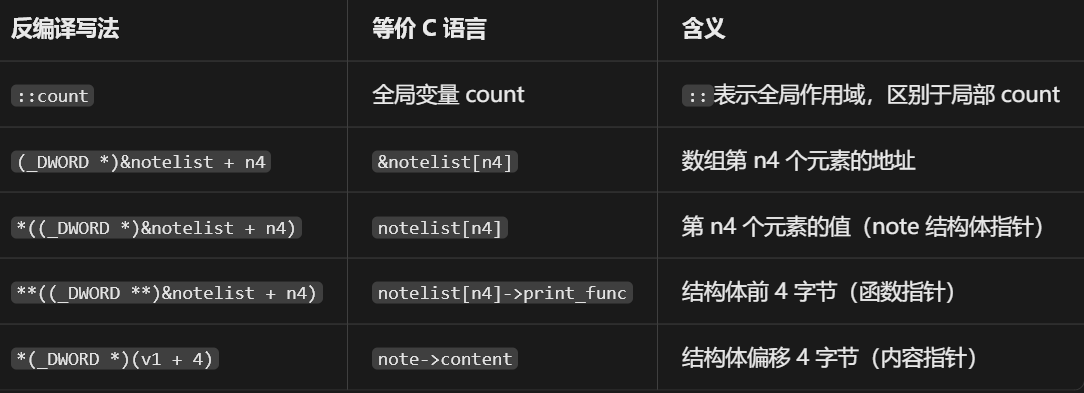 反编译写法 等价 C 语言 含义
::count 全局变量 count ::表示全局作用域，区别于局部 count
(_DWORD *)&notelist + n4 &notelist[n4] 数组第 n4 个元素的地址
*((_DWORD *)&notelist + n4) notelist[n4] 第 n4 个元素的值（note 结构体指针）
**((_DWORD **)&notelist + n4) notelist[n4]->print_func 结构体前 4 字节（函数指针）
*(_DWORD *)(v1 + 4) note->content 结构体偏移 4 字节（内容指针）